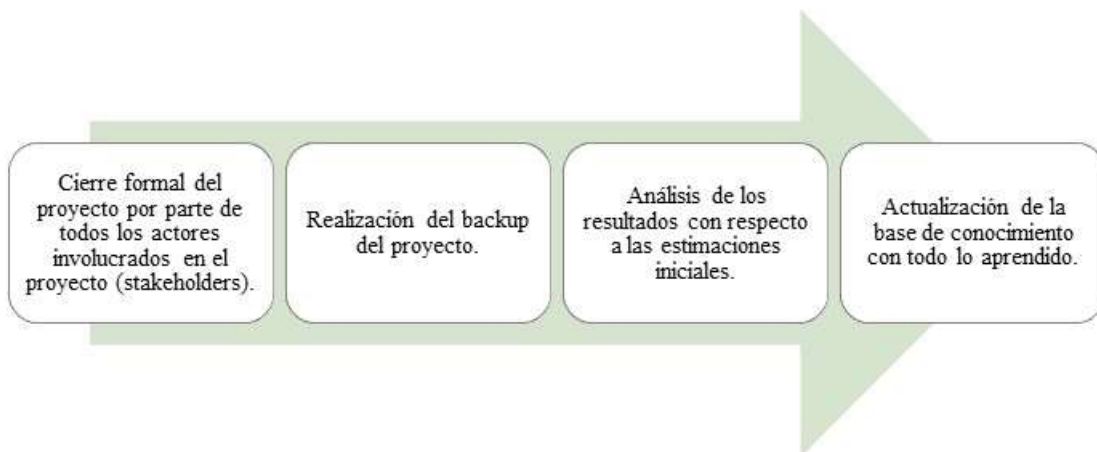 Cierre formal del
proyecto por parte de
todos los actores
involucrados en el
proyecto (stakeholders).
Realización del backup
del proyecto.
Análisis de los
resultados con respecto
a las estimaciones
iniciales.
Actualización de la
base de conocimiento
con todo lo aprendido.